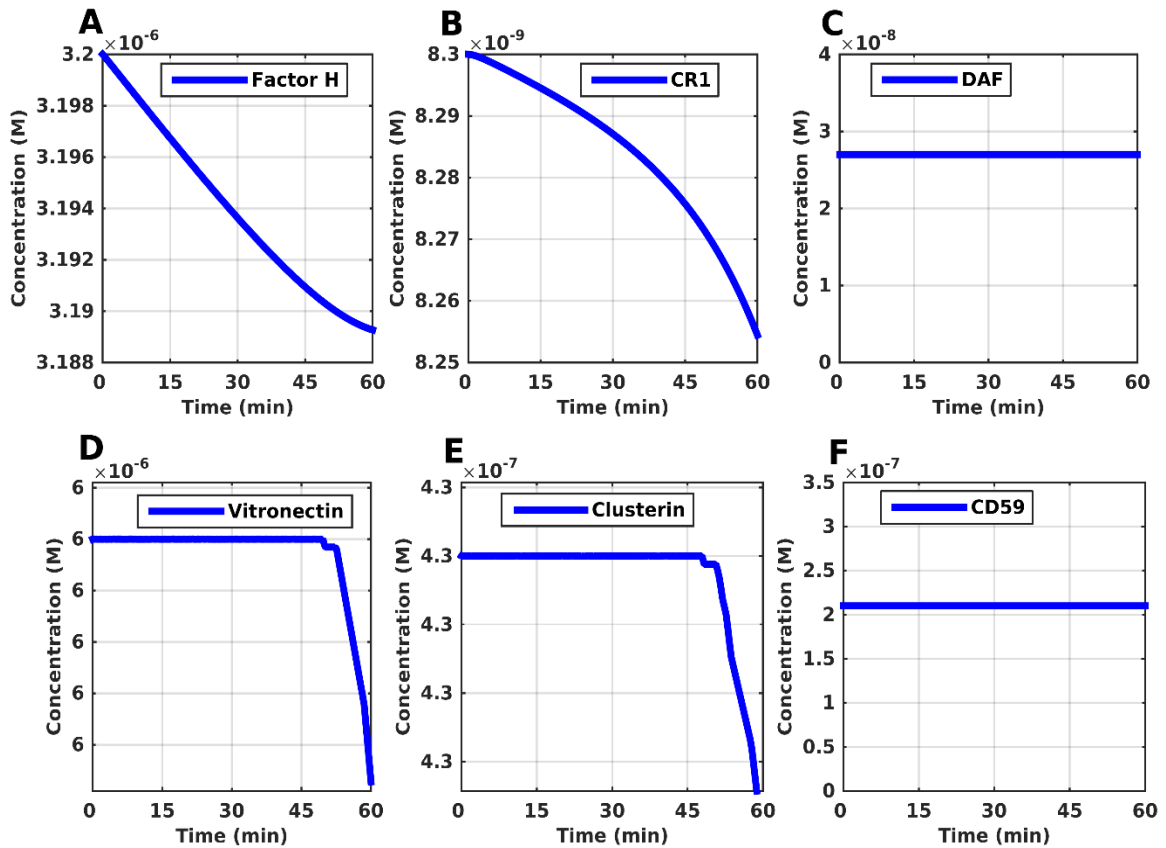 A
×10-6
Factor H
3.2
3.198
3.196
3.194
3.192
3.19
3.188
Concentration (M)
0 15 30 45 60
Time (min)
B
×10-9
CR1
8.3
8.29
8.28
8.27
8.26
8.25
Concentration (M)
0 15 30 45 60
Time (min)
C
×10-8
DAF
4
3
2
1
0
Concentration (M)
0 15 30 45 60
Time (min)
D
×10-6
Vitronectin
6
6
6
6
6
6
Concentration (M)
0 15 30 45 60
Time (min)
E
×10-7
Clusterin
4.3
4.3
4.3
4.3
4.3
Concentration (M)
0 15 30 45 60
Time (min)
F
×10-7
CD59
3.5
3
2.5
2
1.5
1
0.5
0
Concentration (M)
0 15 30 45 60
Time (min)